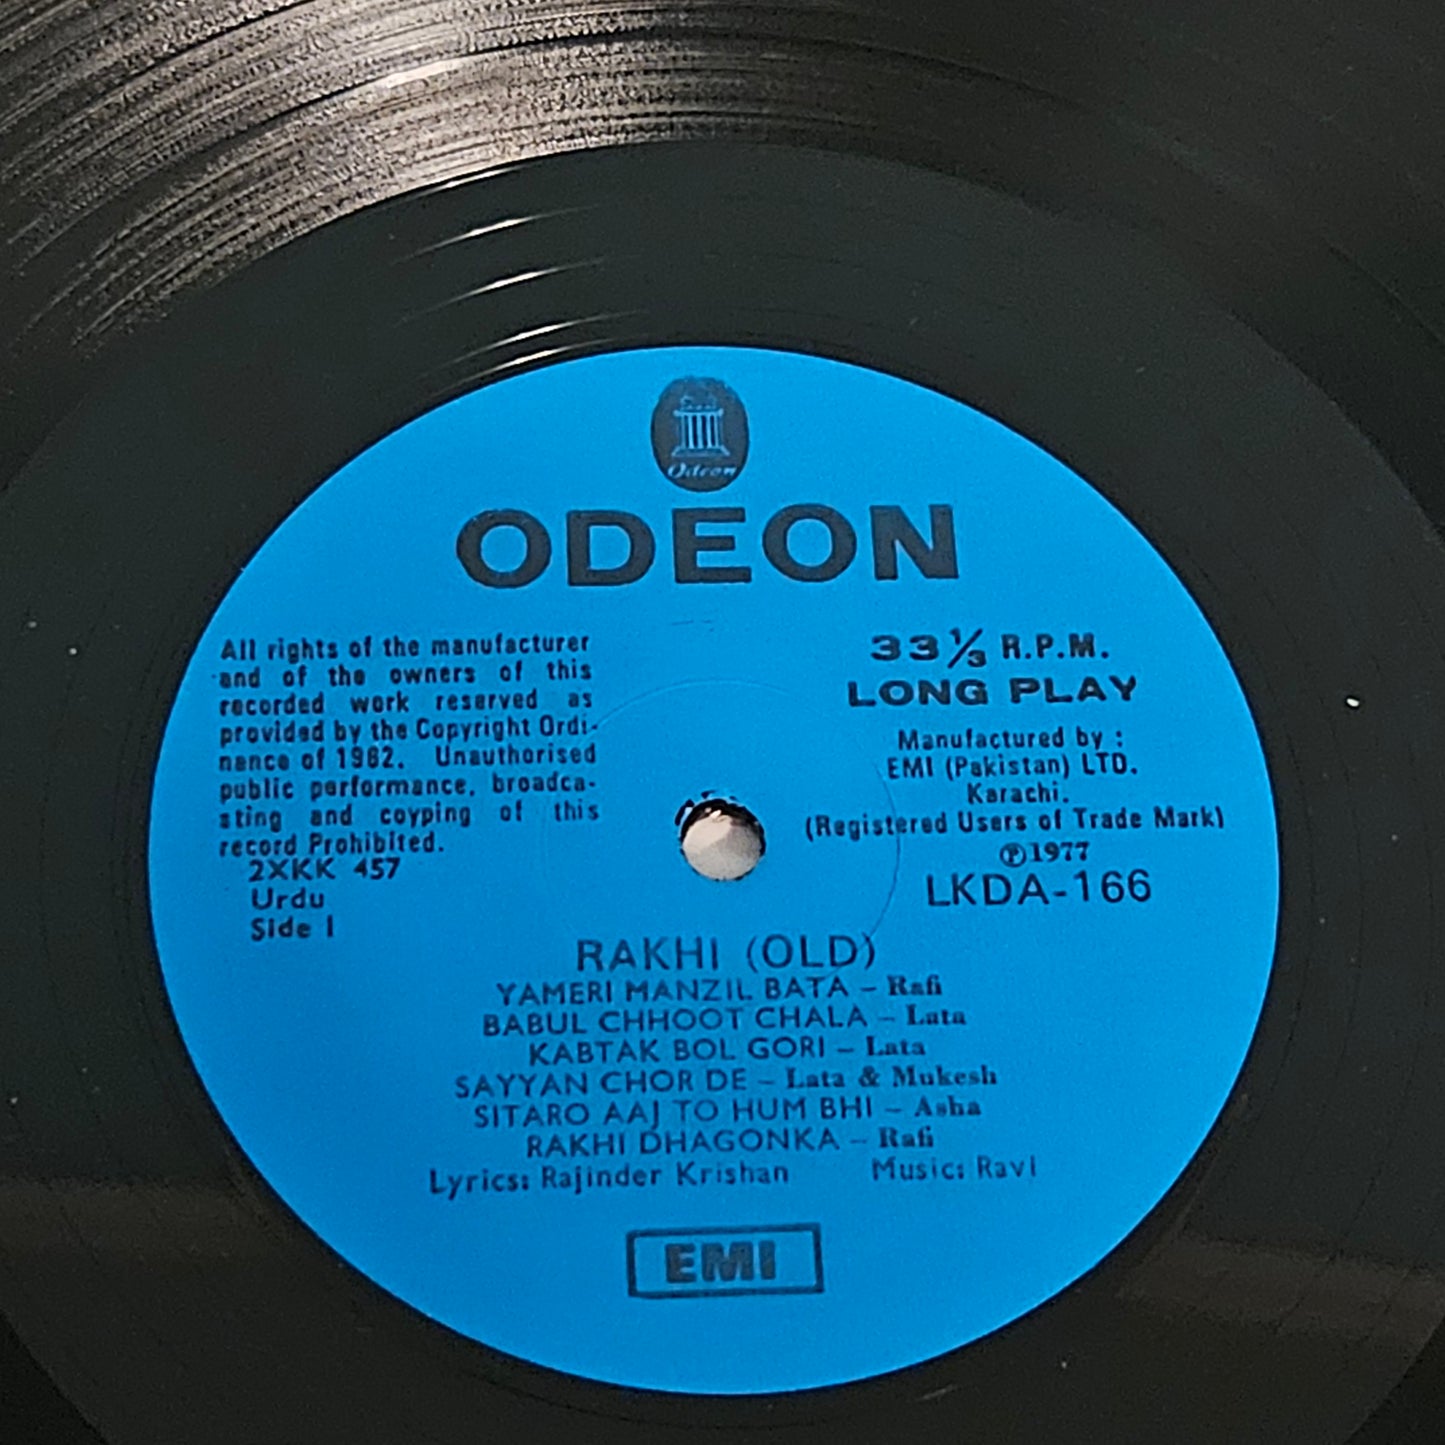 Odeon
ODEON
All rights of the manufacturer
and of the owners of this
recorded work reserved as
provided by the Copyright Ordi-
nance of 1962. Unauthorised
public performance, broadca-
sting and coyping of this
record Prohibited.
2XKK 457
Urdu
Side 1
33⅓ R.P.M.
LONG PLAY
Manufactured by :
EMI (Pakistan) LTD.
Karachi.
(Registered Users of Trade Mark)
Ⓟ1977
LKDA-166
RAKHI (OLD)
YAMERI MANZIL BATA – Rafi
BABUL CHHOOT CHALA – Lata
KABTAK BOL GORI – Lata
SAYYAN CHOR DE – Lata & Mukesh
SITARO AAJ TO HUM BHI – Asha
RAKHI DHAGONKA – Rafi
Lyrics: Rajinder Krishan Music: Ravi
EMI